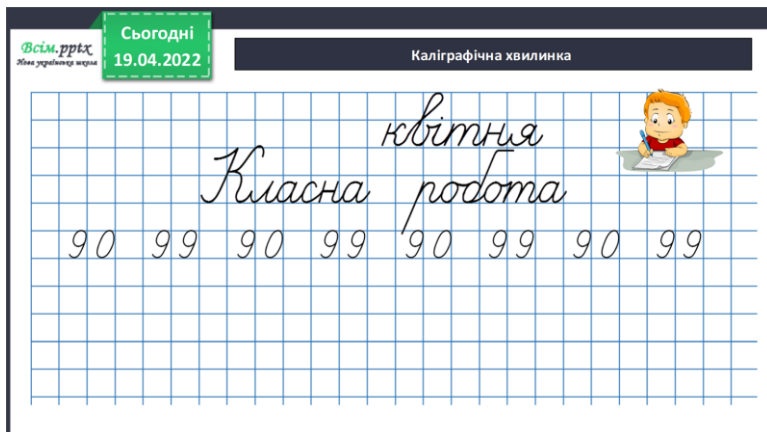 Всім.pptx
Нова українська школа
Сьогодні
19.04.2022
Каліграфічна хвилинка
квітня
Класна робота
90 99 90 99 90 99 90 99